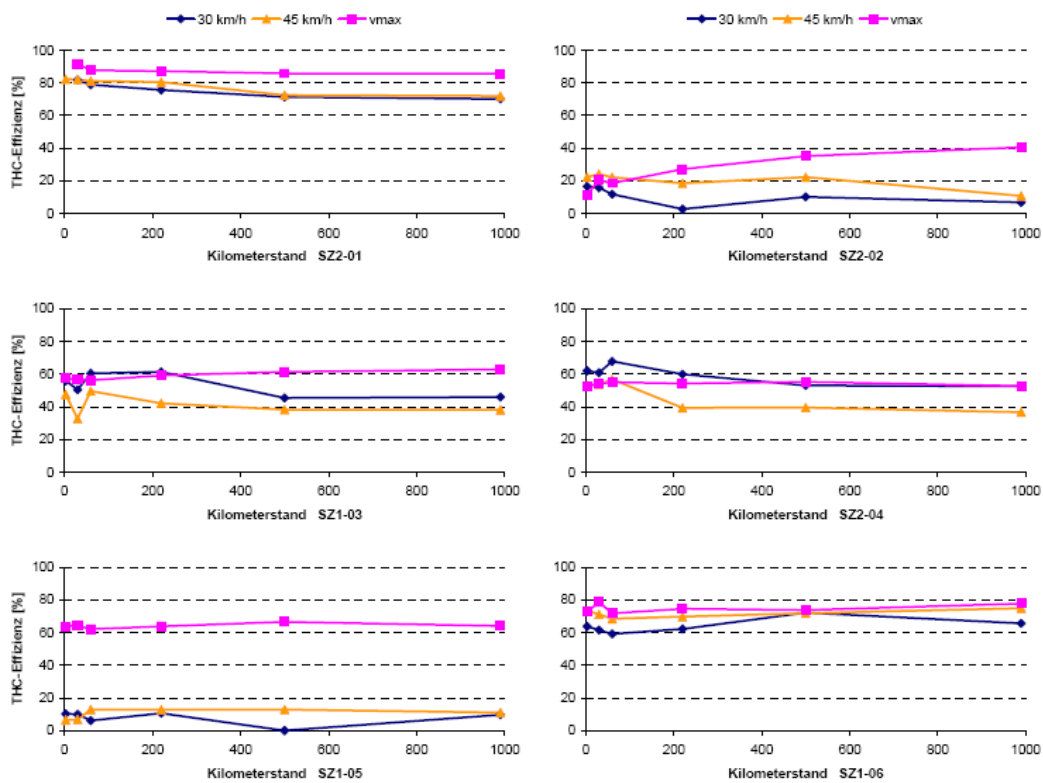 30 km/h 45 km/h vmax
30 km/h 45 km/h vmax
THC-Effizienz [%]
100
80
60
40
20
0
0 200 400 600 800 1000
Kilometerstand SZ2-01
100
80
60
40
20
0
0 200 400 600 800 1000
Kilometerstand SZ2-02
THC-Effizienz [%]
100
80
60
40
20
0
0 200 400 600 800 1000
Kilometerstand SZ1-03
100
80
60
40
20
0
0 200 400 600 800 1000
Kilometerstand SZ2-04
THC-Effizienz [%]
100
80
60
40
20
0
0 200 400 600 800 1000
Kilometerstand SZ1-05
100
80
60
40
20
0
0 200 400 600 800 1000
Kilometerstand SZ1-06